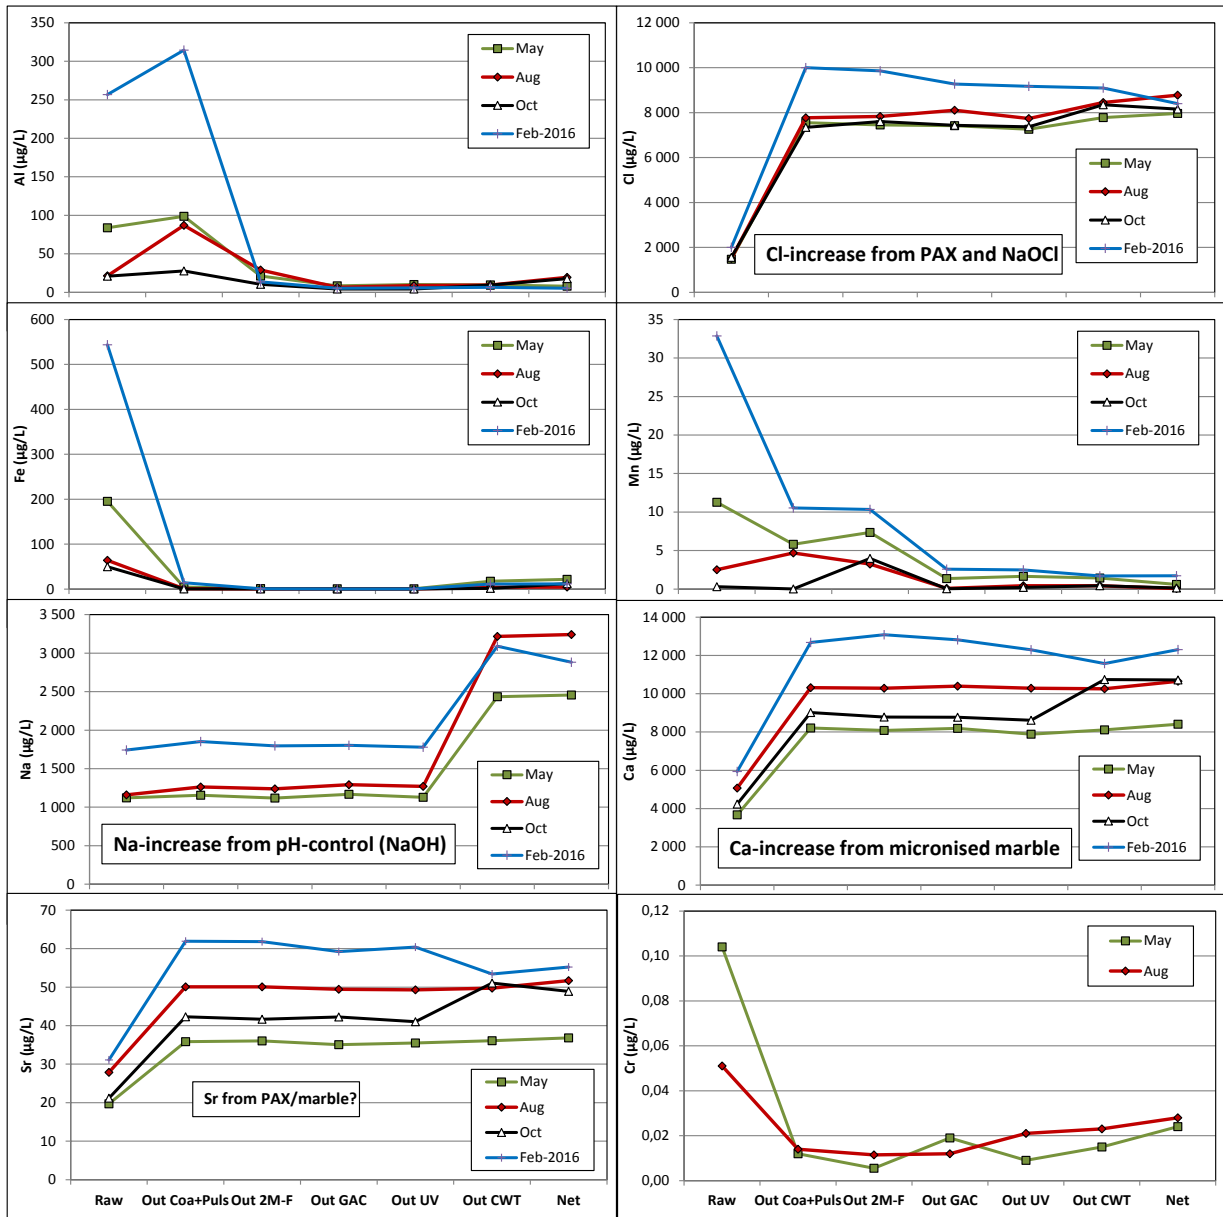 350
300
250
200
150
100
50
0
Al (µg/L)
May
Aug
Oct
Feb-2016
12 000
10 000
8 000
6 000
4 000
2 000
0
Cl (µg/L)
May
Aug
Oct
Feb-2016
Cl-increase from PAX and NaOCl
600
500
400
300
200
100
0
Fe (µg/L)
May
Aug
Oct
Feb-2016
35
30
25
20
15
10
5
0
Mn (µg/L)
May
Aug
Oct
Feb-2016
3 500
3 000
2 500
2 000
1 500
1 000
500
0
Na (µg/L)
May
Aug
Oct
Feb-2016
Na-increase from pH-control (NaOH)
14 000
12 000
10 000
8 000
6 000
4 000
2 000
0
Ca (µg/L)
May
Aug
Oct
Feb-2016
Ca-increase from micronised marble
70
60
50
40
30
20
10
0
Sr (µg/L)
May
Aug
Oct
Feb-2016
Sr from PAX/marble?
Raw Out Coa+Puls Out 2M-F Out GAC Out UV Out CWT Net
0,12
0,10
0,08
0,06
0,04
0,02
0,00
Cr (µg/L)
May
Aug
Raw Out Coa+Puls Out 2M-F Out GAC Out UV Out CWT Net